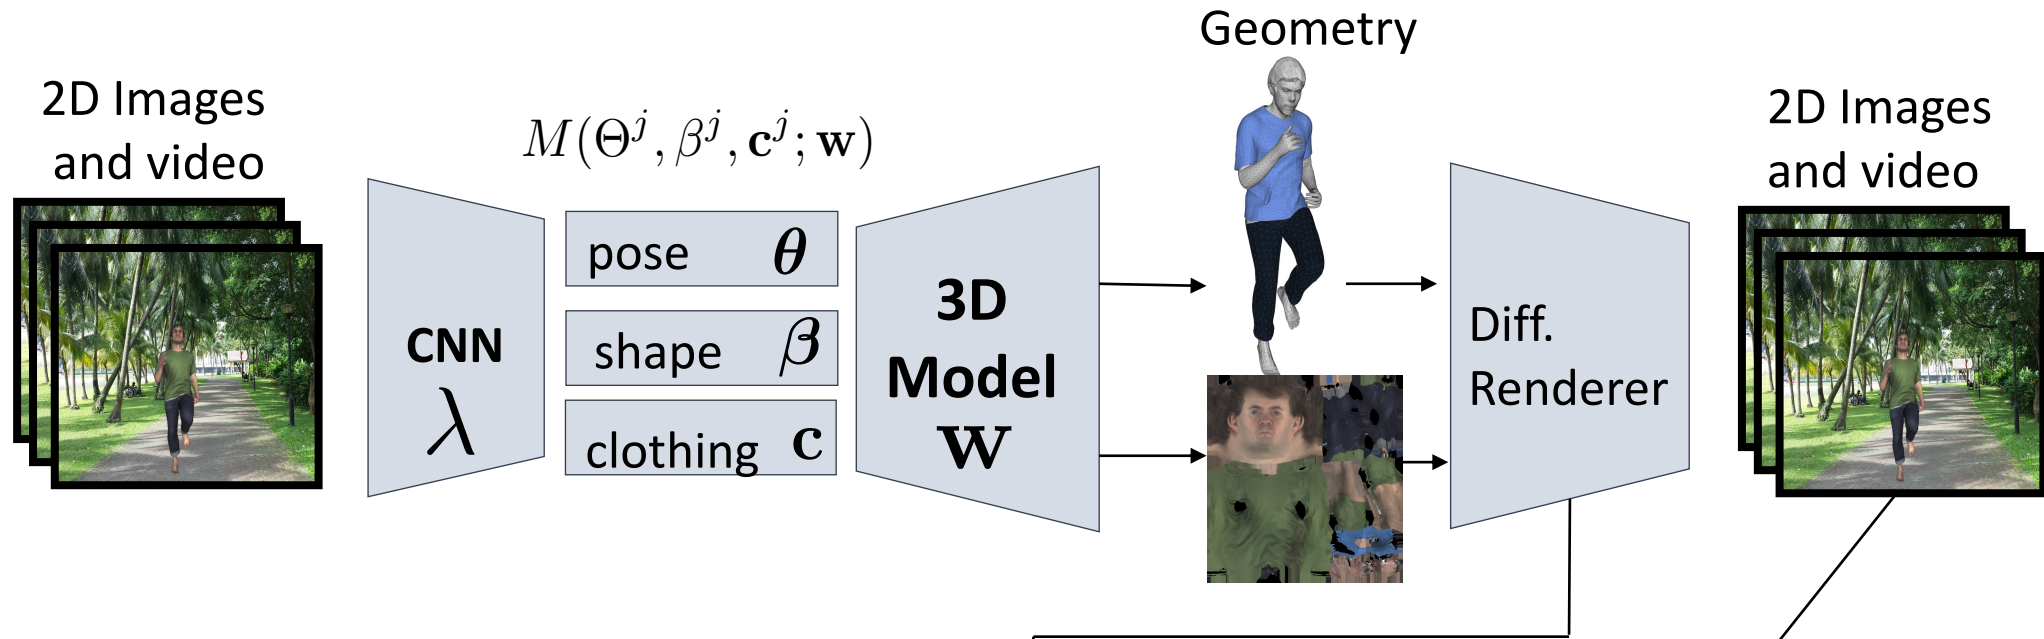 Geometry
2D Images
and video
M(Θ^j, β^j, c^j; w)
2D Images
and video
pose θ
shape β
clothing c
CNN
λ
3D
Model
w
Diff.
Renderer